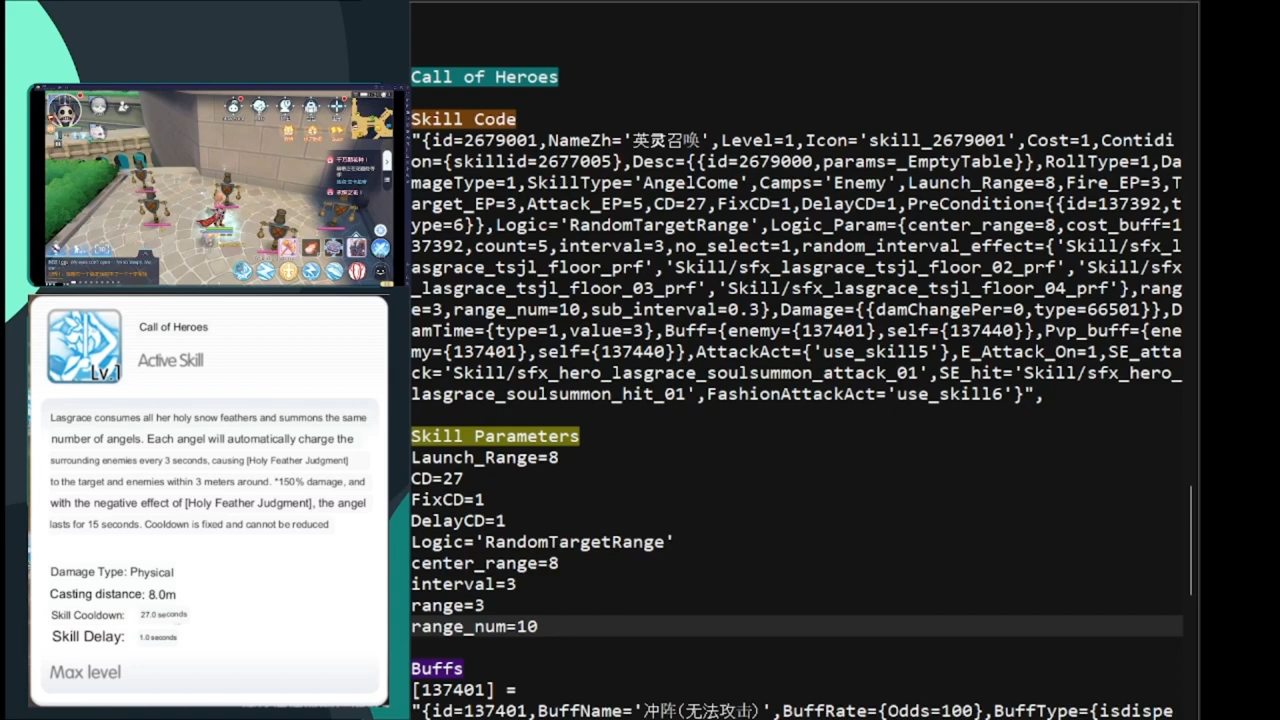 Call of Heroes
Active Skill
Lv.1
Lasgrace consumes all her holy snow feathers and summons the same
number of angels. Each angel will automatically charge the
surrounding enemies every 3 seconds, causing [Holy Feather Judgment]
to the target and enemies within 3 meters around. *150% damage, and
with the negative effect of [Holy Feather Judgment], the angel
lasts for 15 seconds. Cooldown is fixed and cannot be reduced
Damage Type: Physical
Casting distance: 8.0m
Skill Cooldown: 27.0 seconds
Skill Delay: 1.0 seconds
Max level
Call of Heroes
Skill Code
"{id=2679001,NameZh='英灵召唤',Level=1,Icon='skill_2679001',Cost=1,Contidi
on={skillid=2677005},Desc={{id=2679000,params=_EmptyTable}},RollType=1,Da
mageType=1,SkillType='AngelCome',Camps='Enemy',Launch_Range=8,Fire_EP=3,T
arget_EP=3,Attack_EP=5,CD=27,FixCD=1,DelayCD=1,PreCondition={{id=137392,t
ype=6}},Logic='RandomTargetRange',Logic_Param={center_range=8,cost_buff=1
37392,count=5,interval=3,no_select=1,random_interval_effect={'Skill/sfx_l
asgrace_tsjl_floor_prf','Skill/sfx_lasgrace_tsjl_floor_02_prf','Skill/sfx
_lasgrace_tsjl_floor_03_prf','Skill/sfx_lasgrace_tsjl_floor_04_prf'},rang
e=3,range_num=10,sub_interval=0.3},Damage={{damChangePer=0,type=66501}},D
amTime={type=1,value=3},Buff={enemy={137401},self={137440}},Pvp_buff={ene
my={137401},self={137440}},AttackAct={'use_skill5'},E_Attack_On=1,SE_atta
ck='Skill/sfx_hero_lasgrace_soulsummon_attack_01',SE_hit='Skill/sfx_hero_
lasgrace_soulsummon_hit_01',FashionAttackAct='use_skill6'}",
Skill Parameters
Launch_Range=8
CD=27
FixCD=1
DelayCD=1
Logic='RandomTargetRange'
center_range=8
interval=3
range=3
range_num=10
Buffs
[137401] =
"{id=137401,BuffName='冲阵(无法攻击)',BuffRate={Odds=100},BuffType={isdispe